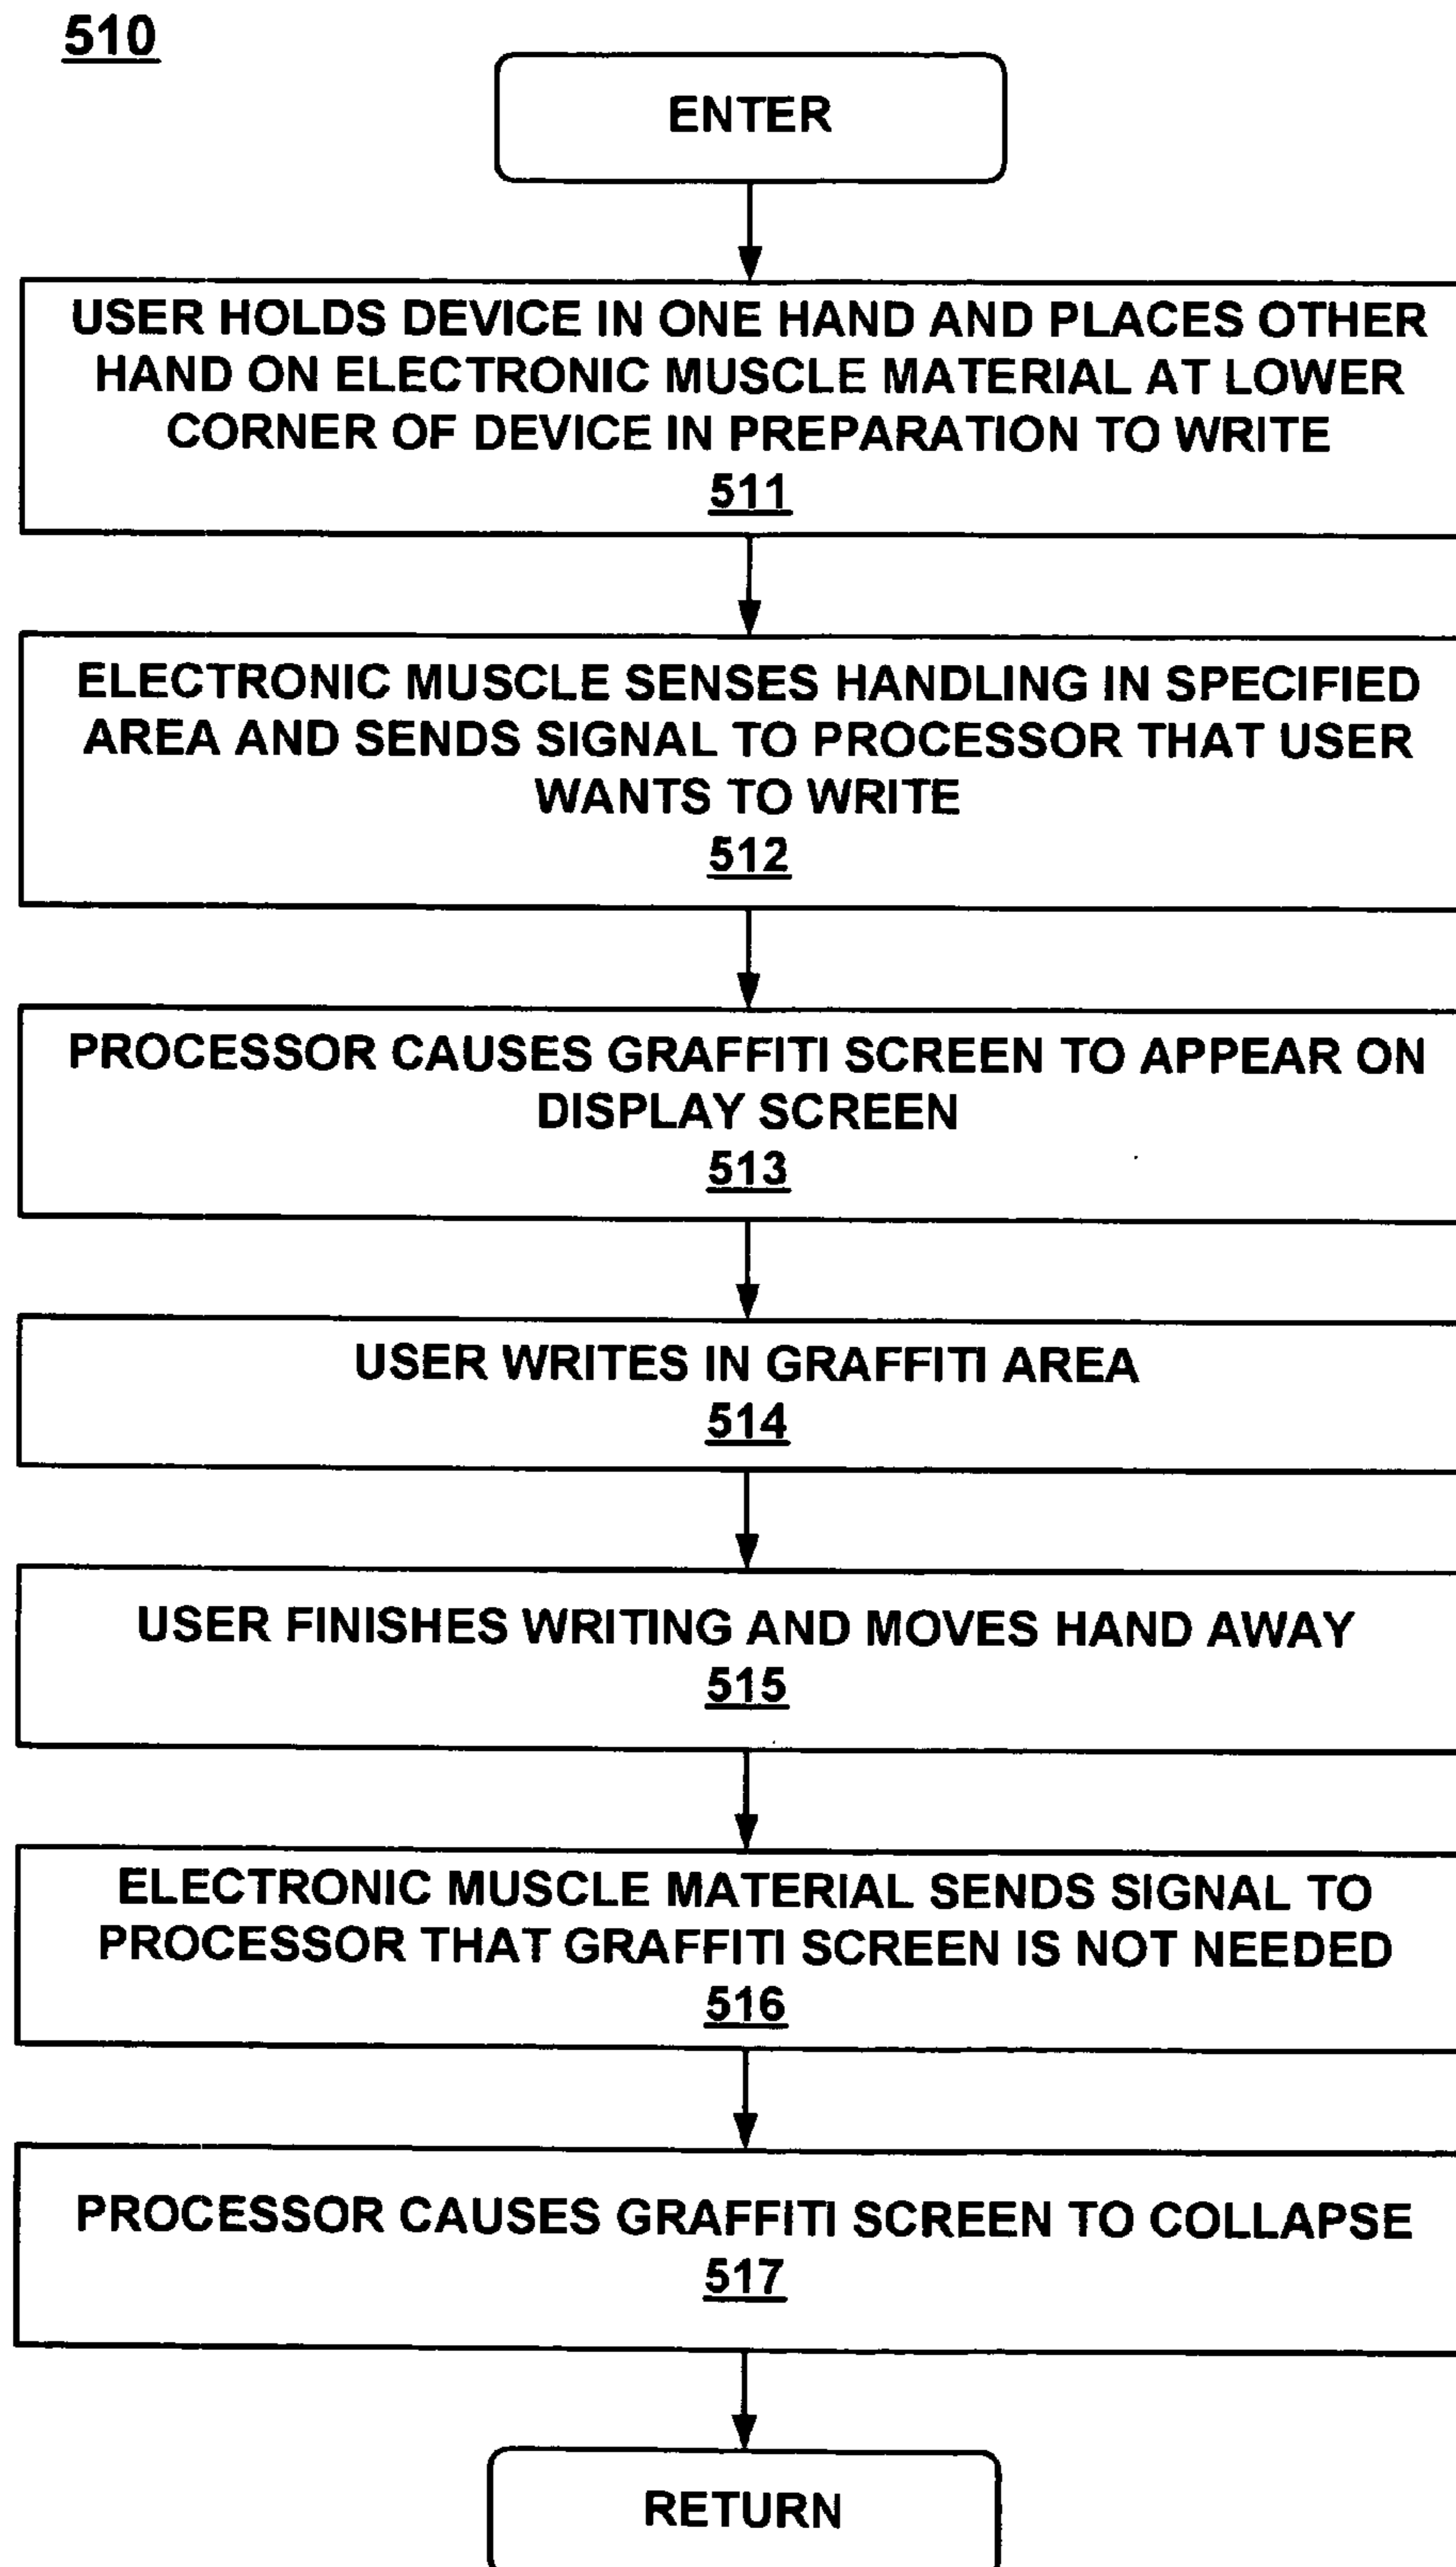 510
ENTER
USER HOLDS DEVICE IN ONE HAND AND PLACES OTHER
HAND ON ELECTRONIC MUSCLE MATERIAL AT LOWER
CORNER OF DEVICE IN PREPARATION TO WRITE
511
ELECTRONIC MUSCLE SENSES HANDLING IN SPECIFIED
AREA AND SENDS SIGNAL TO PROCESSOR THAT USER
WANTS TO WRITE
512
PROCESSOR CAUSES GRAFFITI SCREEN TO APPEAR ON
DISPLAY SCREEN
513
USER WRITES IN GRAFFITI AREA
514
USER FINISHES WRITING AND MOVES HAND AWAY
515
ELECTRONIC MUSCLE MATERIAL SENDS SIGNAL TO
PROCESSOR THAT GRAFFITI SCREEN IS NOT NEEDED
516
PROCESSOR CAUSES GRAFFITI SCREEN TO COLLAPSE
517
RETURN